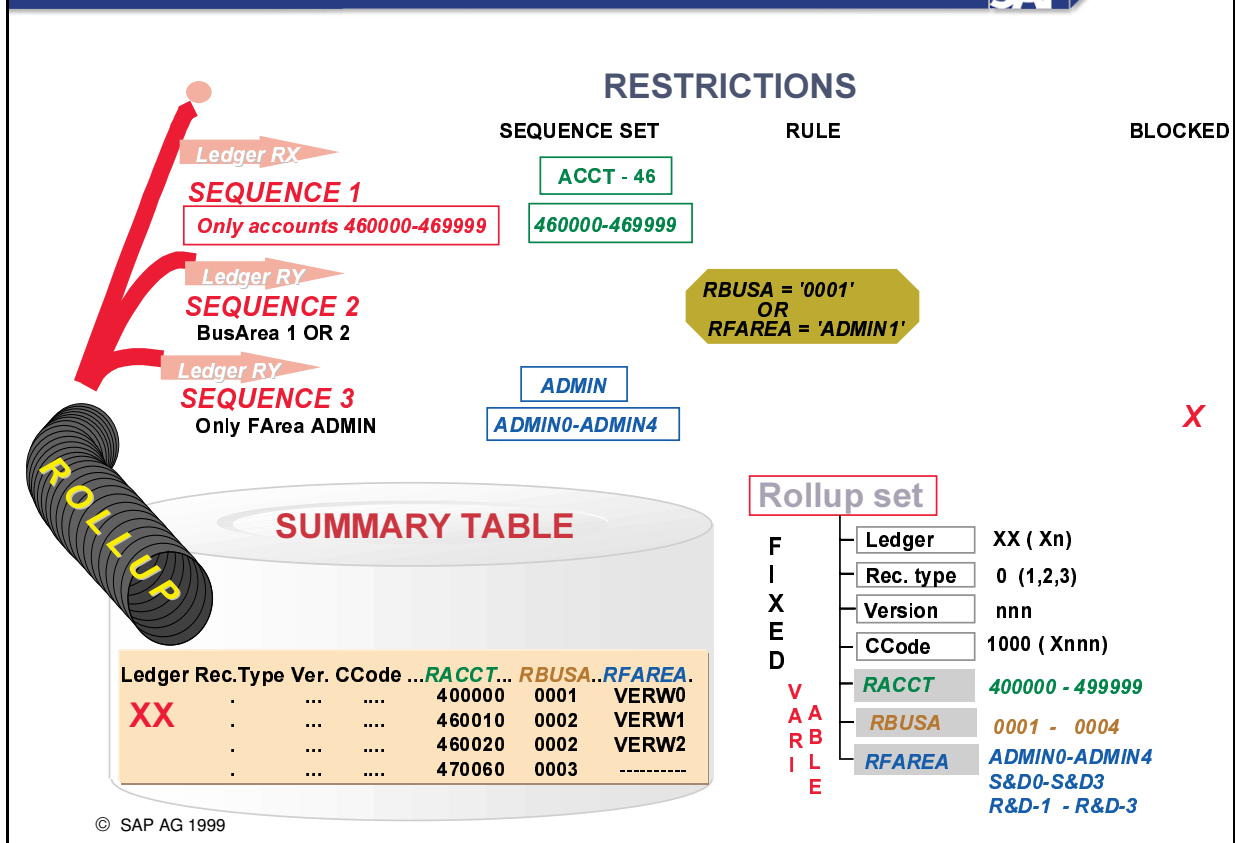 SAP
RESTRICTIONS
SEQUENCE SET RULE BLOCKED
Ledger RX
SEQUENCE 1
Only accounts 460000-469999
ACCT - 46
460000-469999
Ledger RY
SEQUENCE 2
BusArea 1 OR 2
RBUSA = '0001'
OR
RFAREA = 'ADMIN1'
Ledger RY
SEQUENCE 3
Only FArea ADMIN
ADMIN
ADMIN0-ADMIN4
X
ROLLUP
SUMMARY TABLE
Ledger Rec.Type Ver. CCode ...RACCT... RBUSA..RFAREA.
XX
. ... .... 400000 0001 VERW0
. ... .... 460010 0002 VERW1
. ... .... 460020 0002 VERW2
. ... .... 470060 0003 ----------
Rollup set
FIXED
Ledger XX ( Xn)
Rec. type 0 (1,2,3)
Version nnn
CCode 1000 ( Xnnn)
VARI
ABLE
RACCT 400000 - 499999
RBUSA 0001 - 0004
RFAREA ADMIN0-ADMIN4
S&D0-S&D3
R&D-1 - R&D-3
© SAP AG 1999